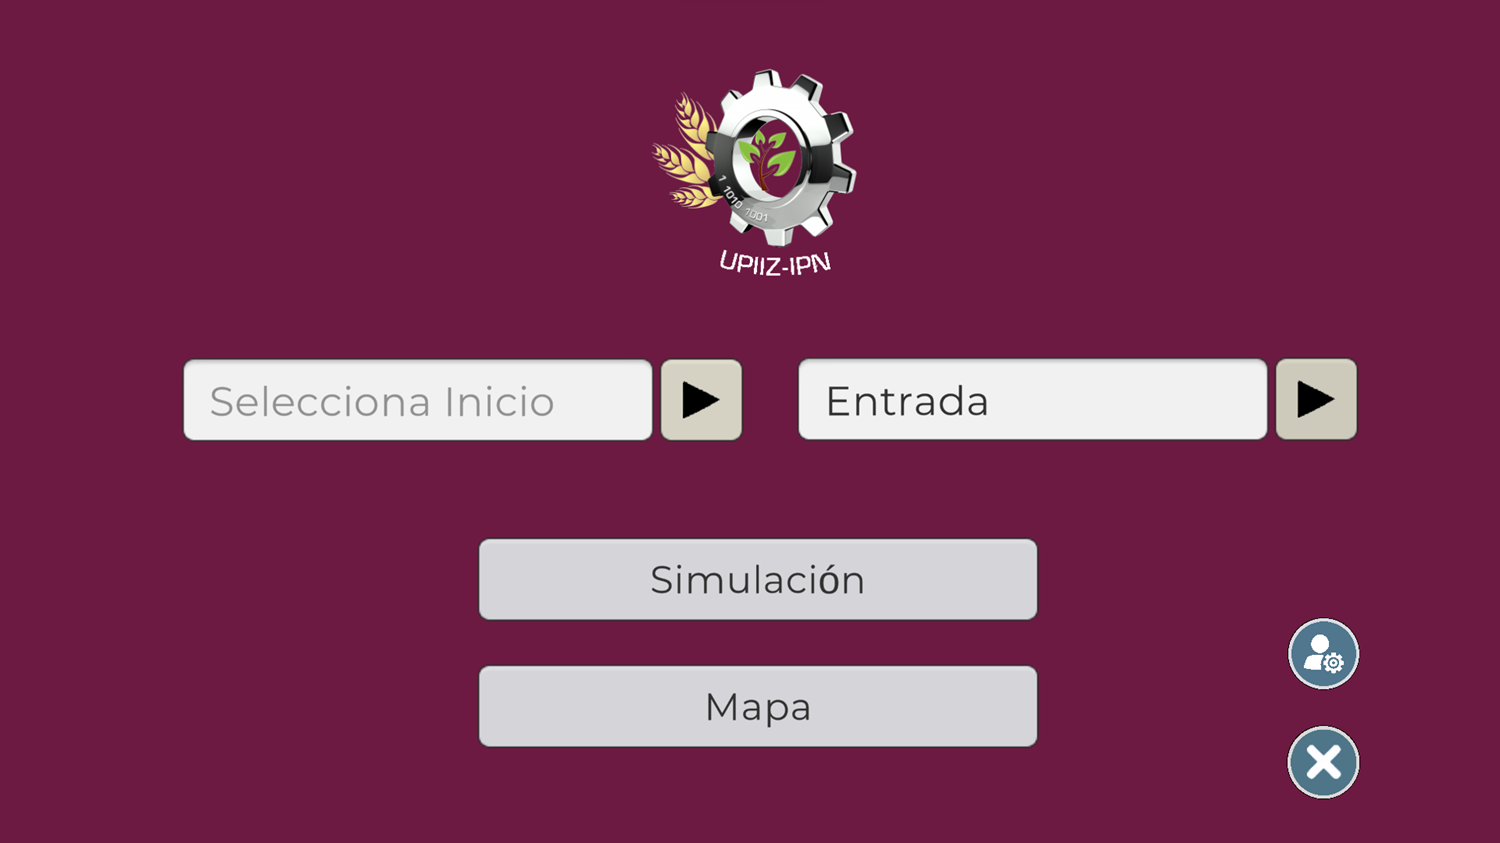 1 1010 1001
UPIIZ-IPN
Selecciona Inicio
Entrada
Simulación
Mapa